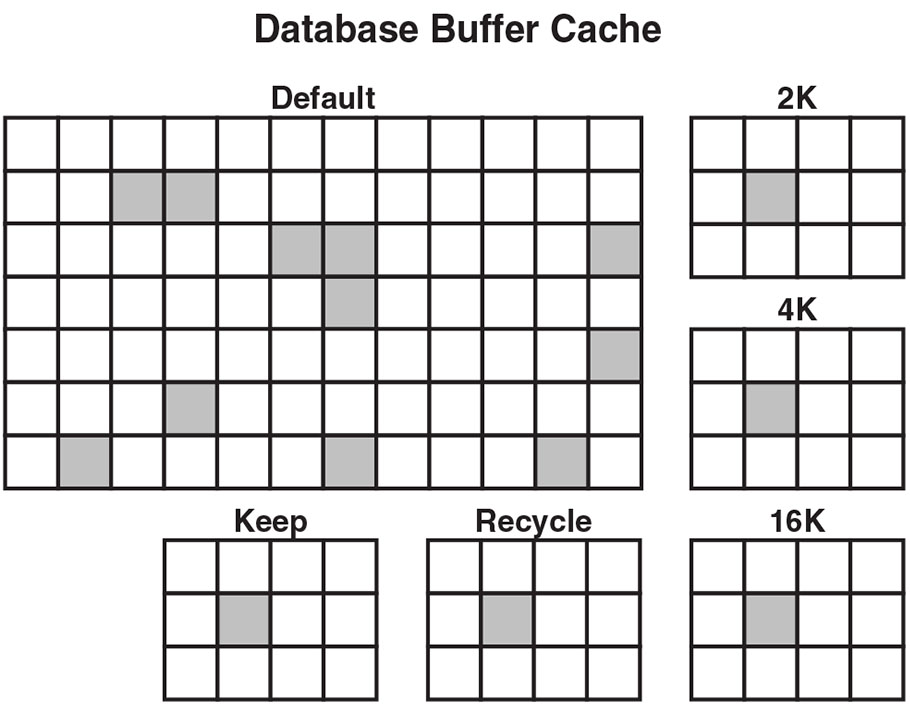 Database Buffer Cache
Default
2K
4K
Keep
Recycle
16K